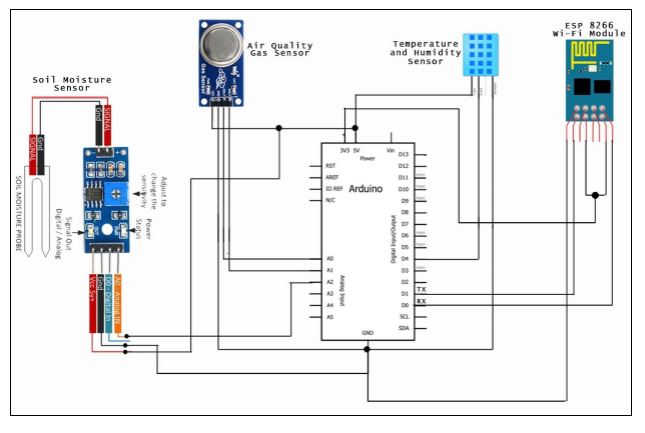 ESP 8266
Wi-Fi Module
Air Quality
Gas Sensor
Temperature
and Humidity
Sensor
Soil Moisture
Sensor
Gnd
SIGNAL
SIGNAL
Gnd
SOIL MOISTURE PROBE
Adjust to
change the
sensitivity
Power
Status
Signal Out
Digital / Analog
Vcc-5v+
Gnd
D0 - Digital In
A0 - Analog IN
Gas Sensor
3V3
5V
Vin
Power
Arduino
RST
AREF
IO REF
N/C
A0
A1
A2
A3
A4
A5
Analog Input
Digital Input/Output
D13
D12
D11
D10
D9
D8
D7
D6
D5
D4
D3
D2
D1
D0
SCL
SDA
TX
RX
GND